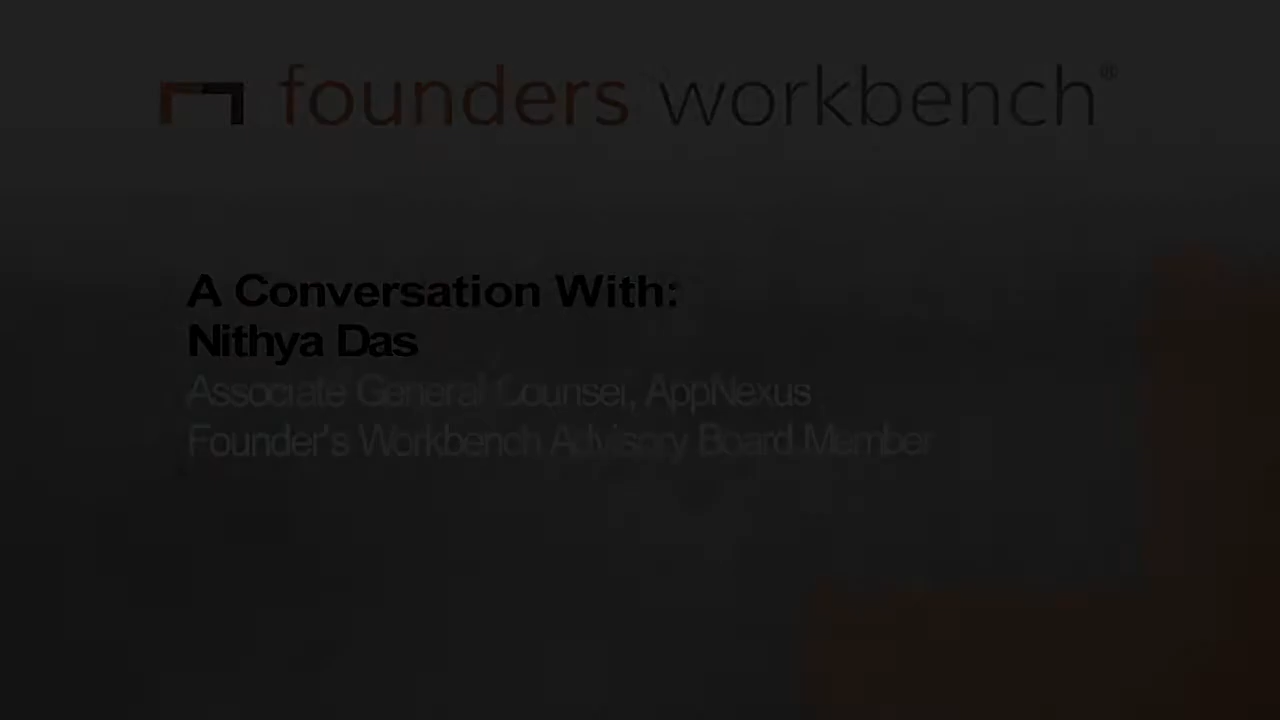 founders workbench®
A Conversation With:
Nithya Das
Associate General Counsel, AppNexus
Founder's Workbench Advisory Board Member